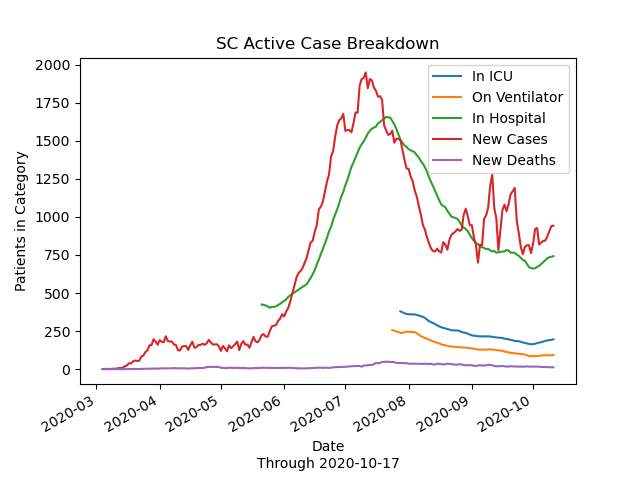 SC Active Case Breakdown
Patients in Category
2000
1750
1500
1250
1000
750
500
250
0
In ICU
On Ventilator
In Hospital
New Cases
New Deaths
2020-03
2020-04
2020-05
2020-06
2020-07
2020-08
2020-09
2020-10
Date
Through 2020-10-17